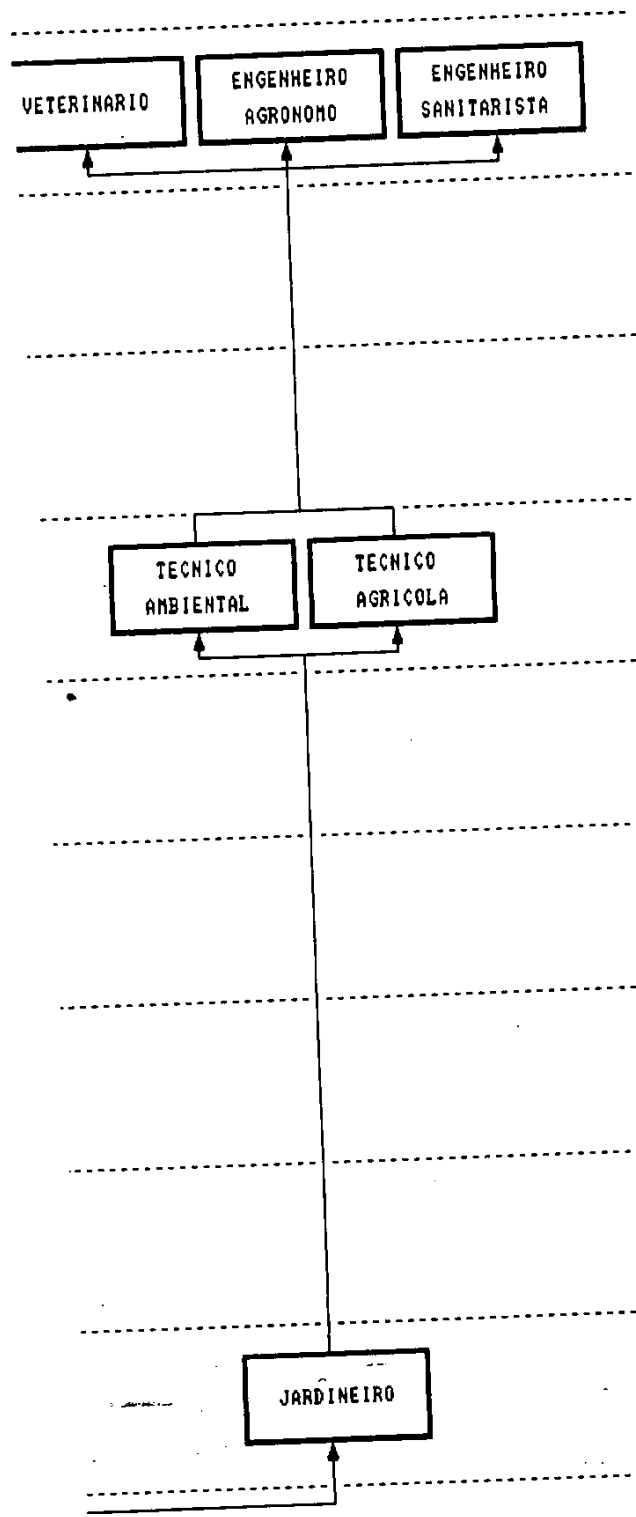 VETERINARIO
ENGENHEIRO
AGRONOMO
ENGENHEIRO
SANITARISTA
TECNICO
AMBIENTAL
TECNICO
AGRICOLA
JARDINEIRO